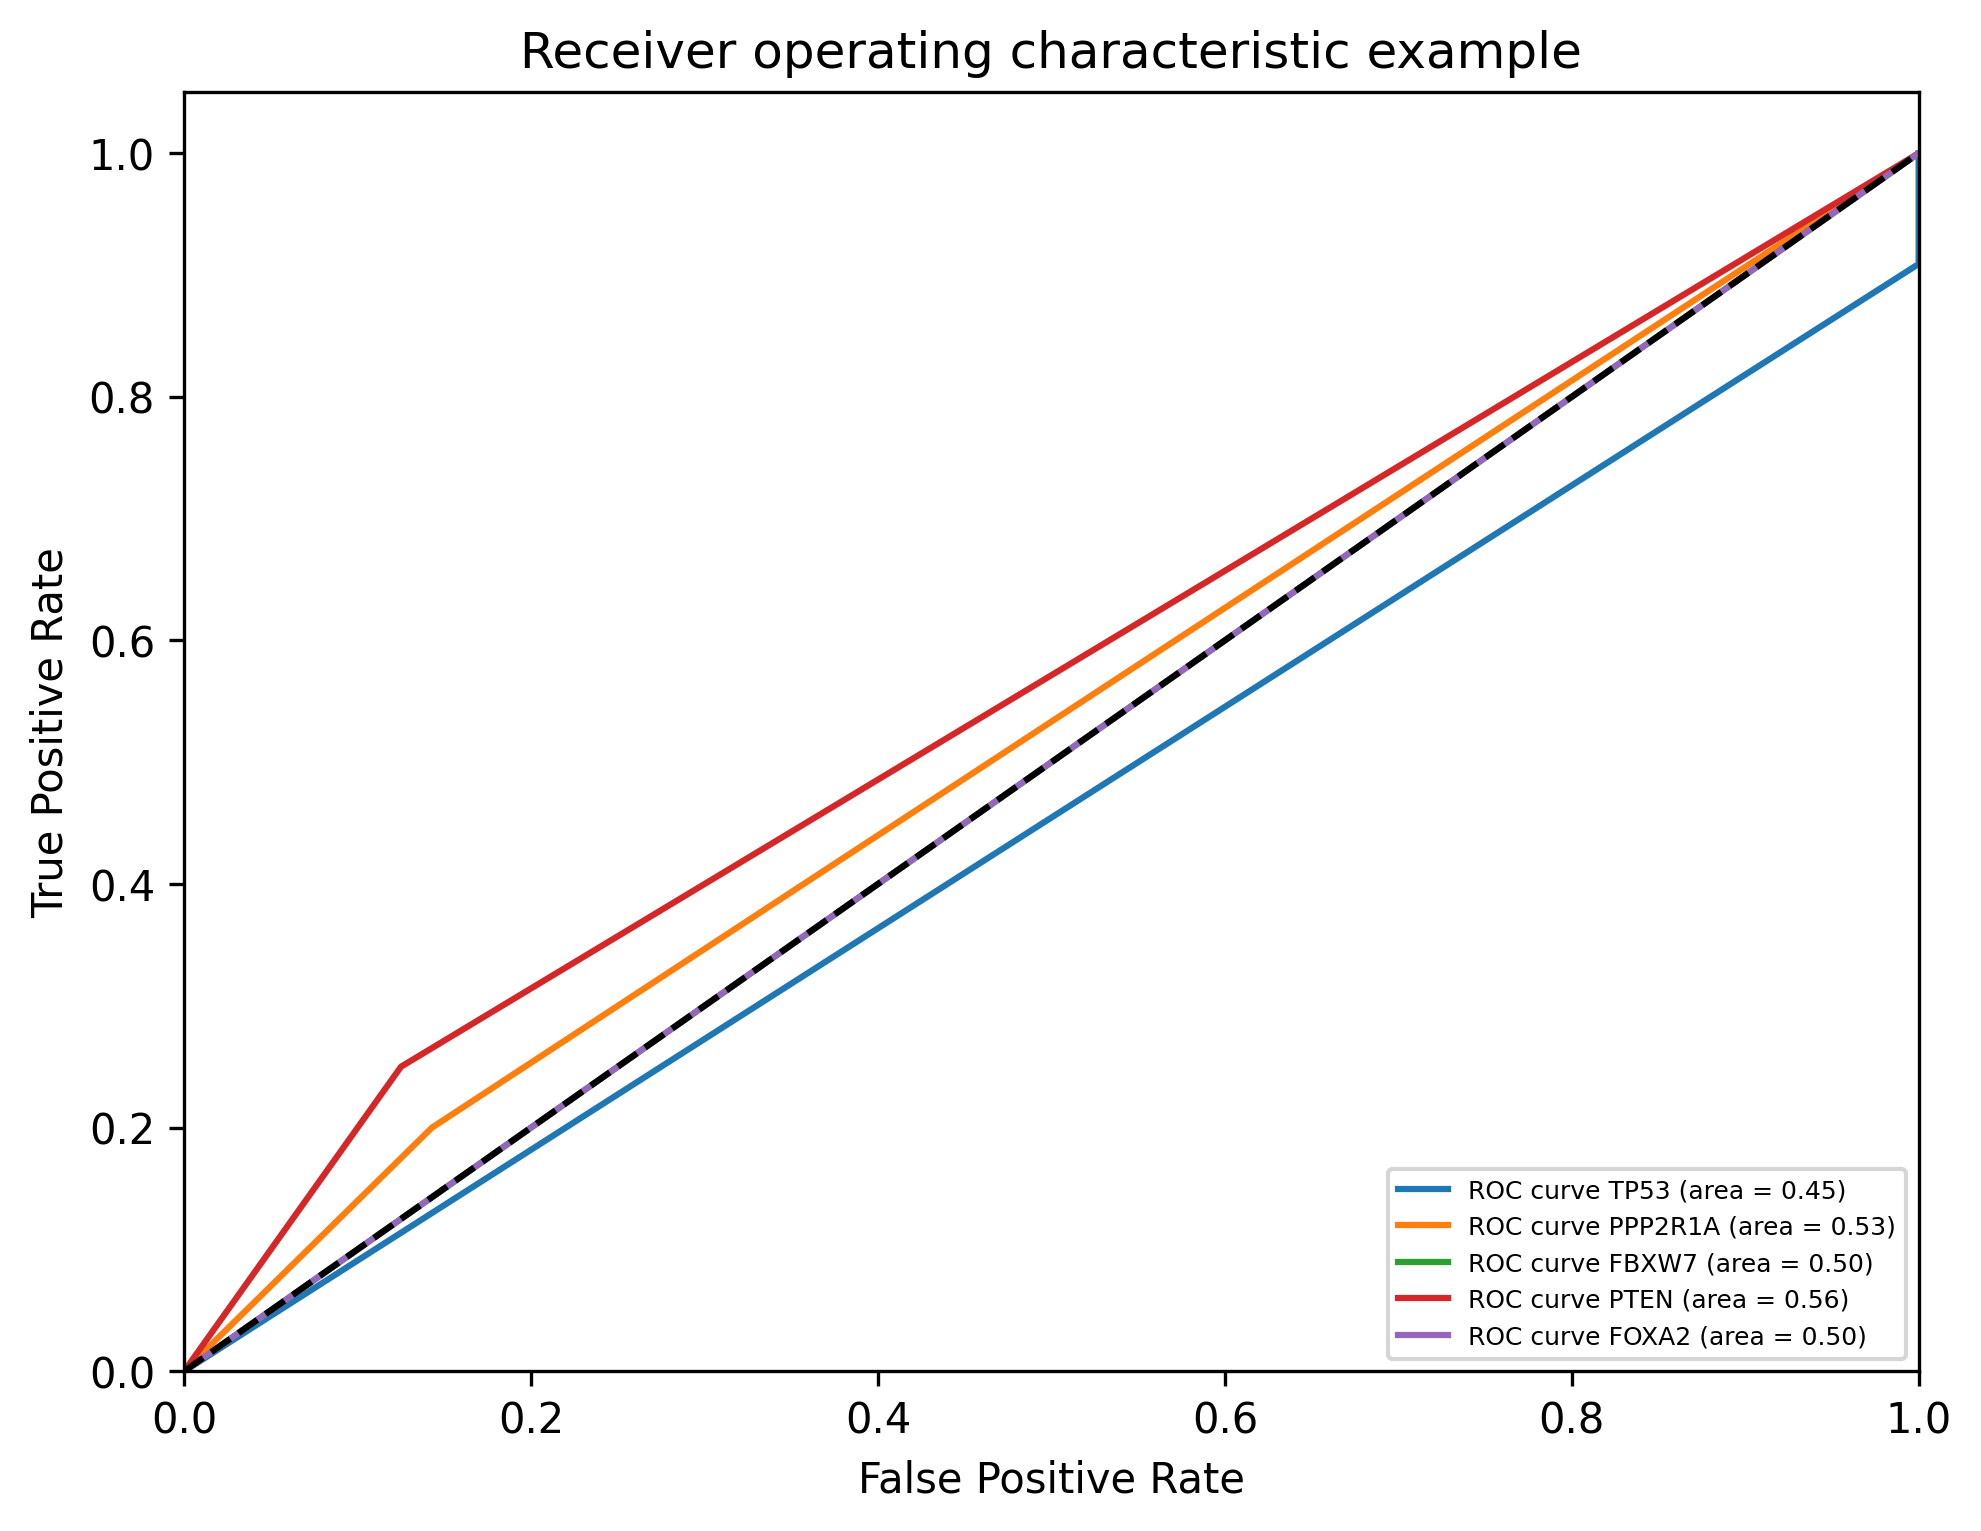 Receiver operating characteristic example
True Positive Rate
1.0
0.8
0.6
0.4
0.2
0.0
ROC curve TP53 (area = 0.45)
ROC curve PPP2R1A (area = 0.53)
ROC curve FBXW7 (area = 0.50)
ROC curve PTEN (area = 0.56)
ROC curve FOXA2 (area = 0.50)
0.0 0.2 0.4 0.6 0.8 1.0
False Positive Rate